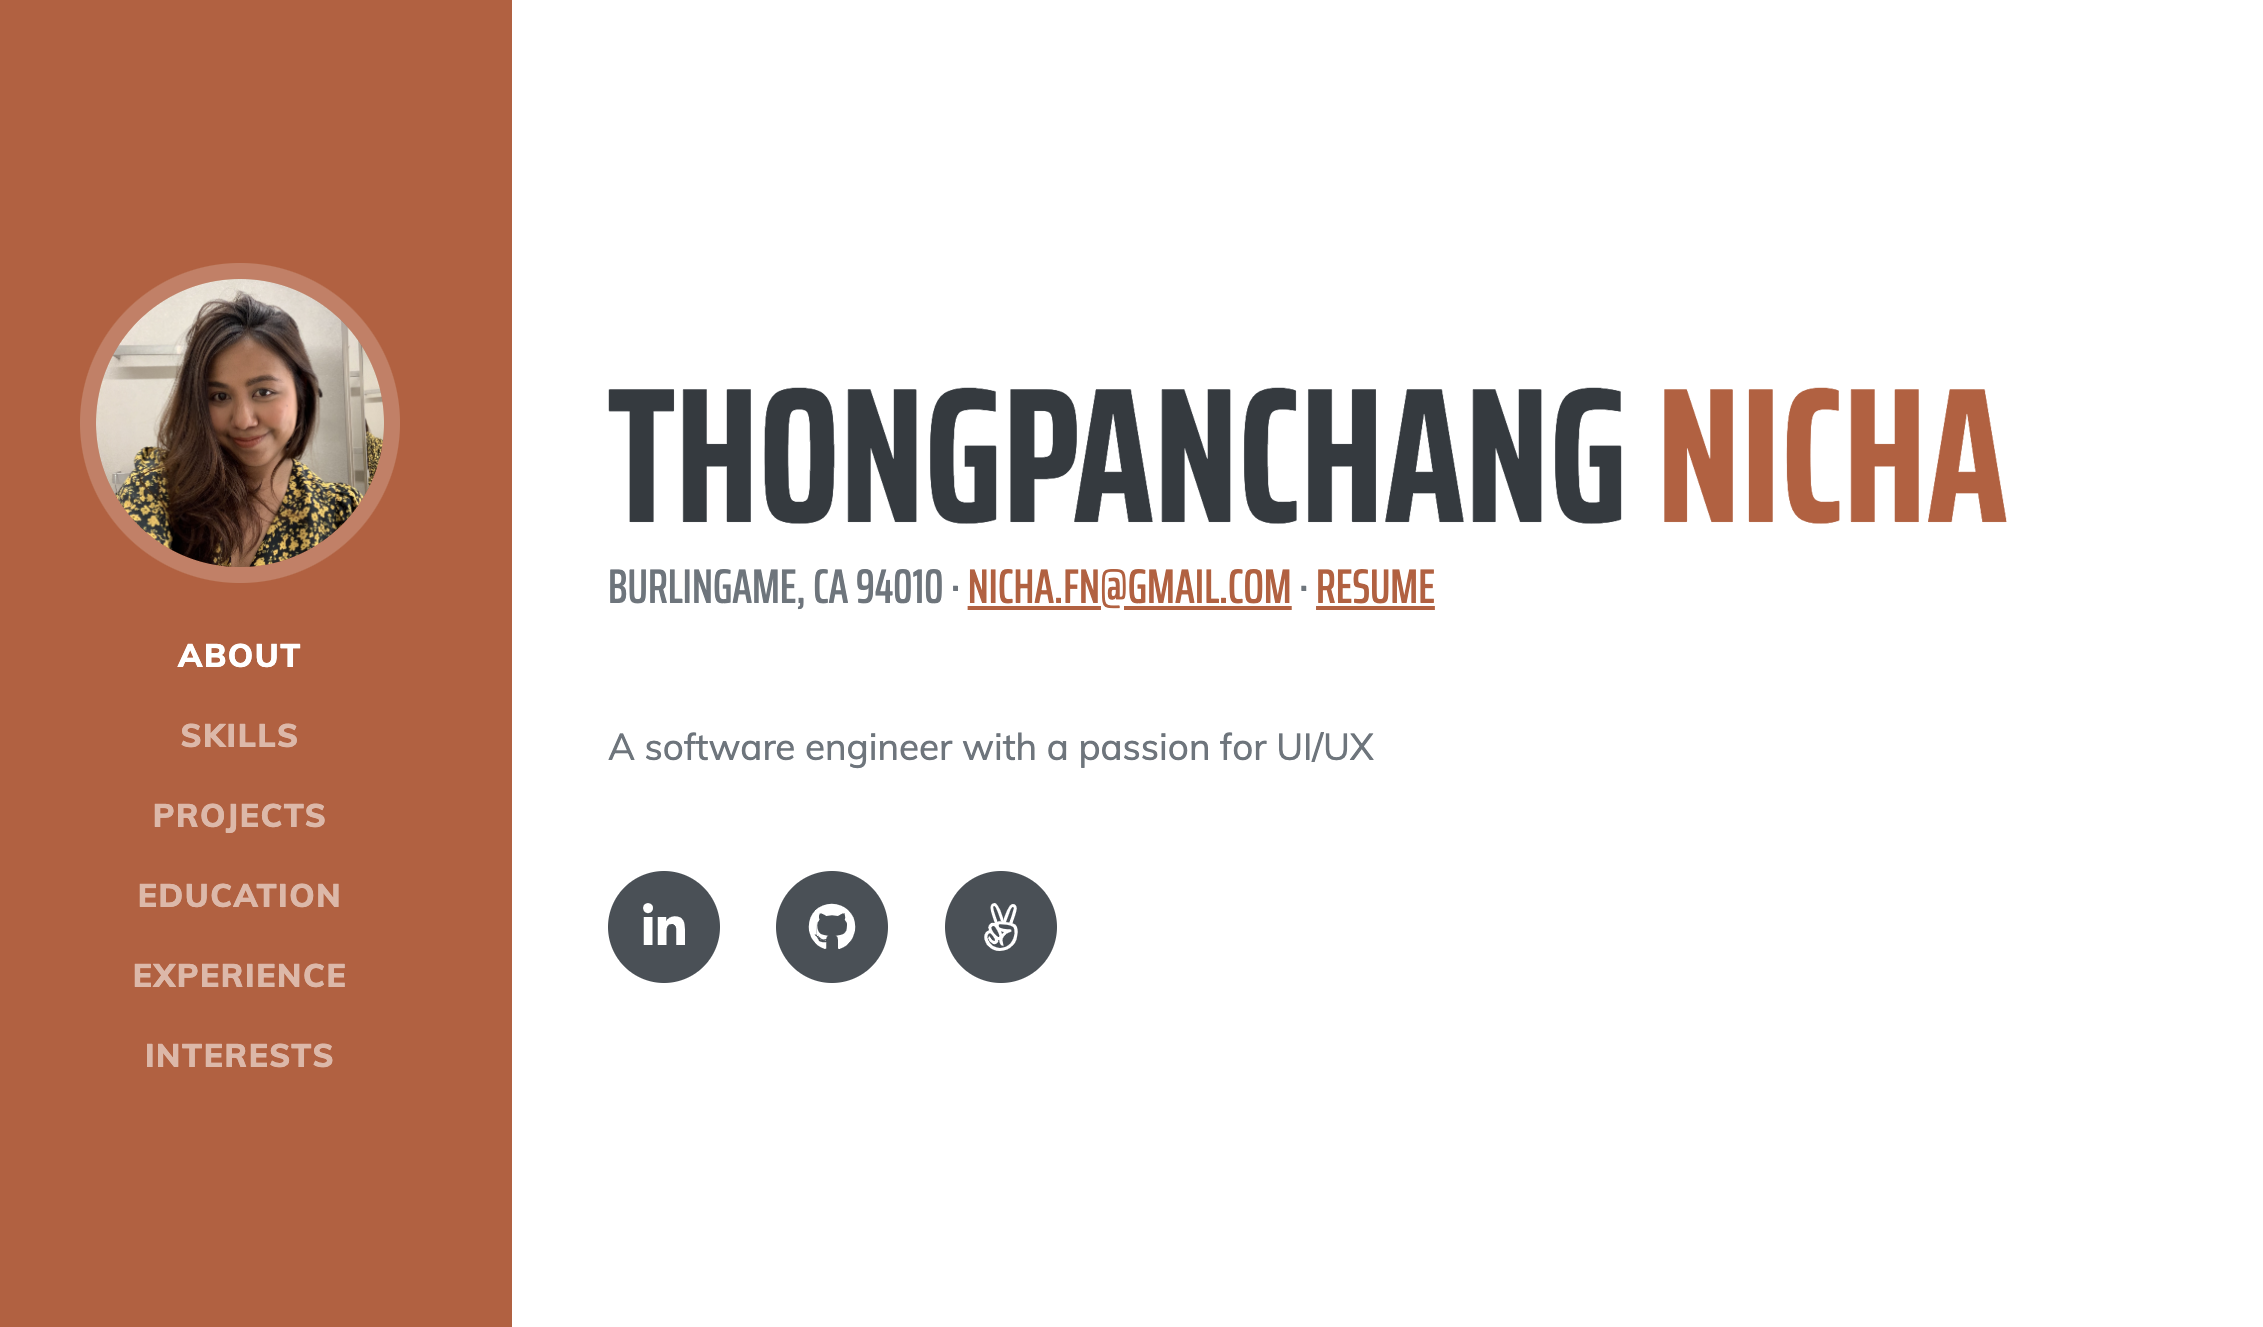 ABOUT
SKILLS
PROJECTS
EDUCATION
EXPERIENCE
INTERESTS
THONGPANCHANG NICHA
BURLINGAME, CA 94010 · NICHA.FN@GMAIL.COM · RESUME
A software engineer with a passion for UI/UX
in